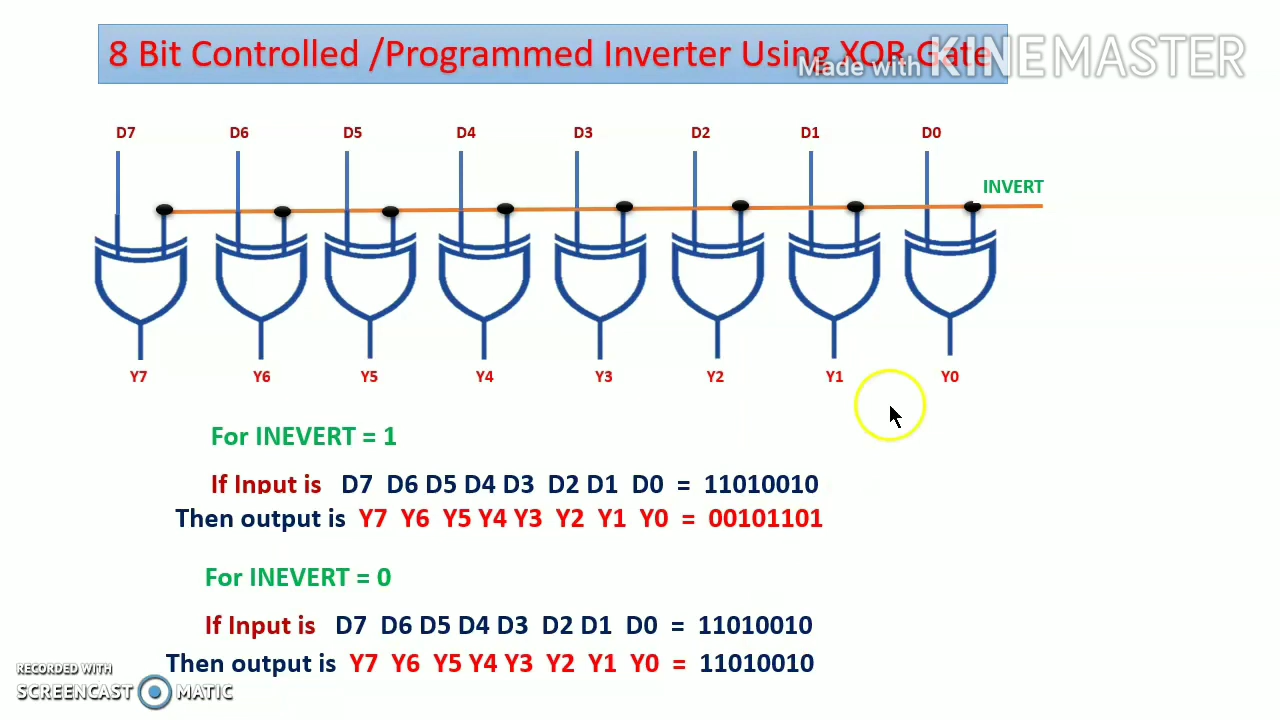 8 Bit Controlled /Programmed Inverter Using XOR Gate
Made with KINEMASTER
D7 D6 D5 D4 D3 D2 D1 D0
INVERT
Y7 Y6 Y5 Y4 Y3 Y2 Y1 Y0
For INEVERT = 1
If Input is D7 D6 D5 D4 D3 D2 D1 D0 = 11010010
Then output is Y7 Y6 Y5 Y4 Y3 Y2 Y1 Y0 = 00101101
For INEVERT = 0
If Input is D7 D6 D5 D4 D3 D2 D1 D0 = 11010010
Then output is Y7 Y6 Y5 Y4 Y3 Y2 Y1 Y0 = 11010010
RECORDED WITH
SCREENCAST MATIC